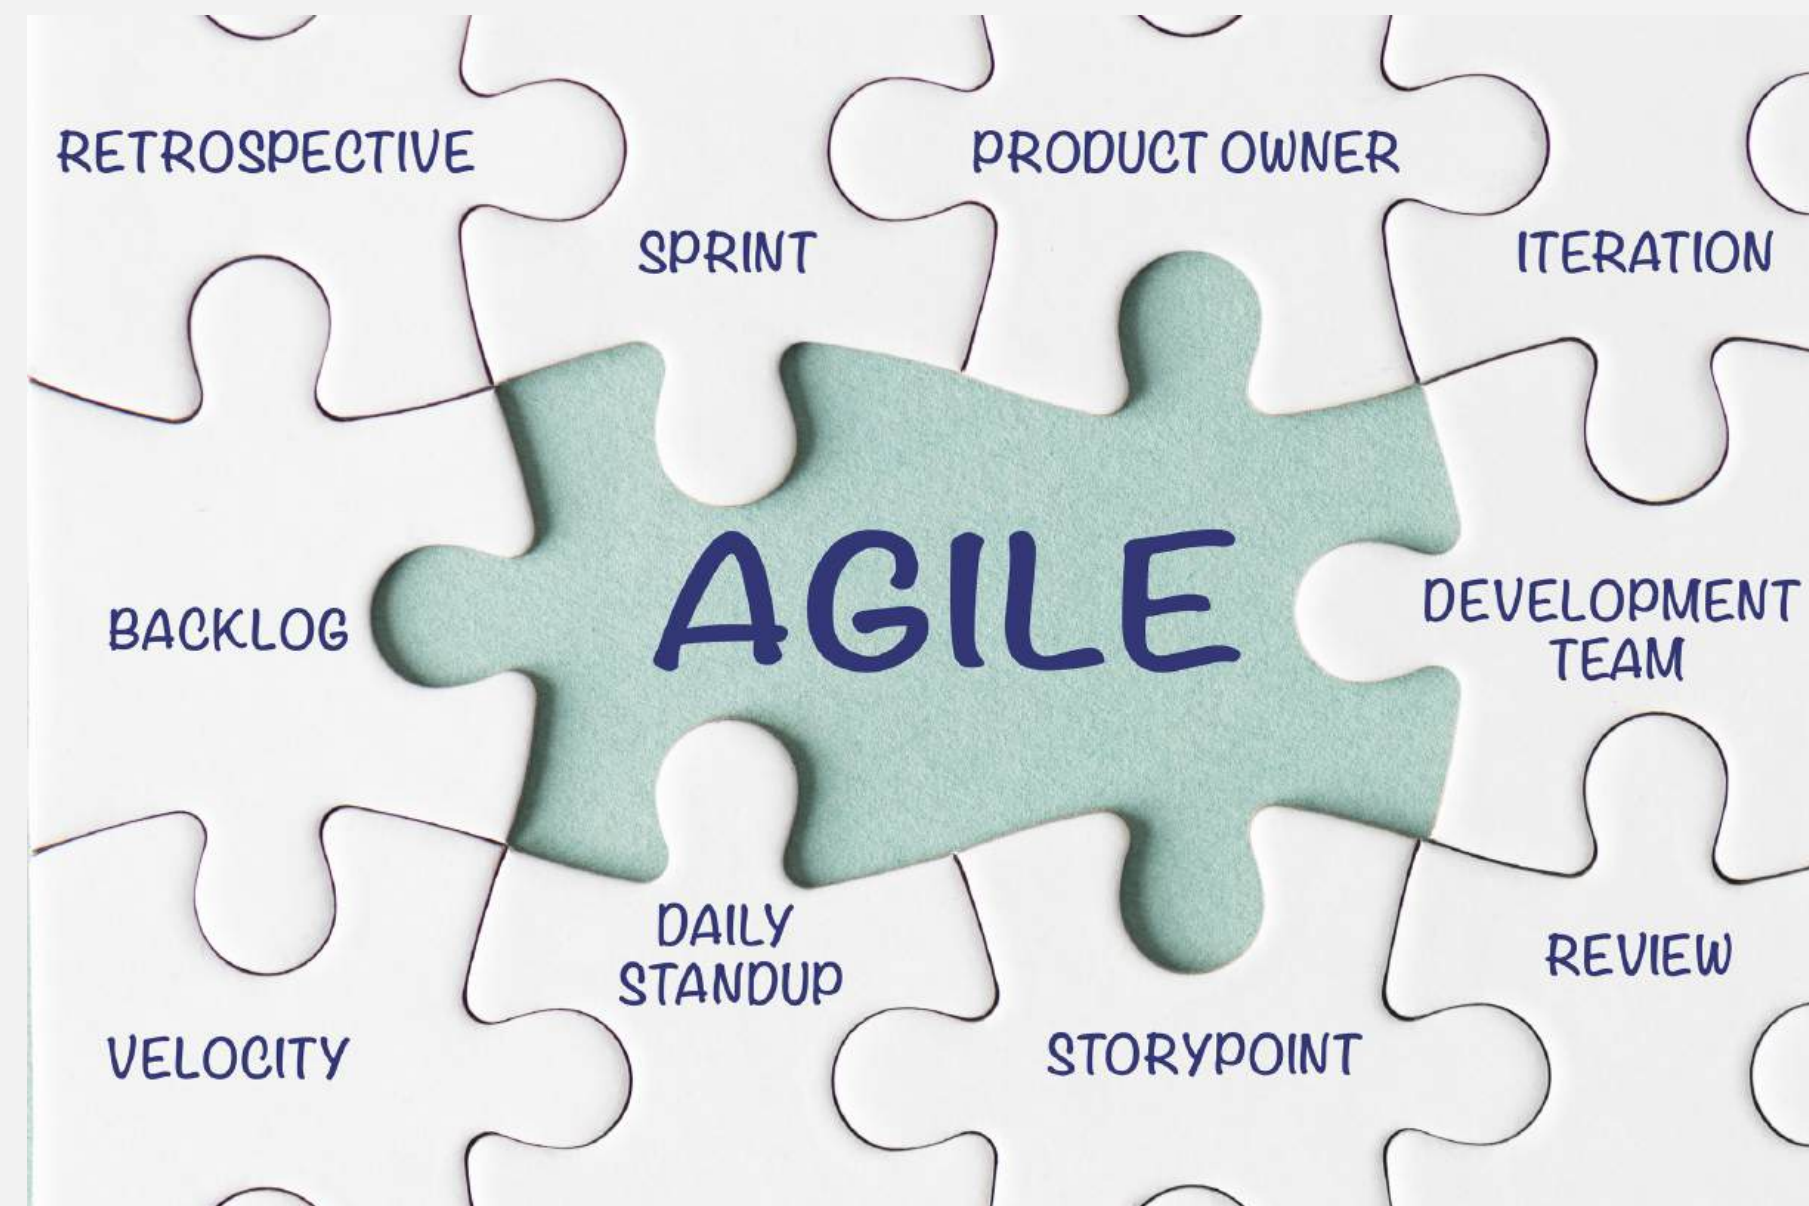 RETROSPECTIVE
PRODUCT OWNER
SPRINT
ITERATION
AGILE
BACKLOG
DEVELOPMENT
TEAM
DAILY
STANDUP
REVIEW
VELOCITY
STORYPOINT